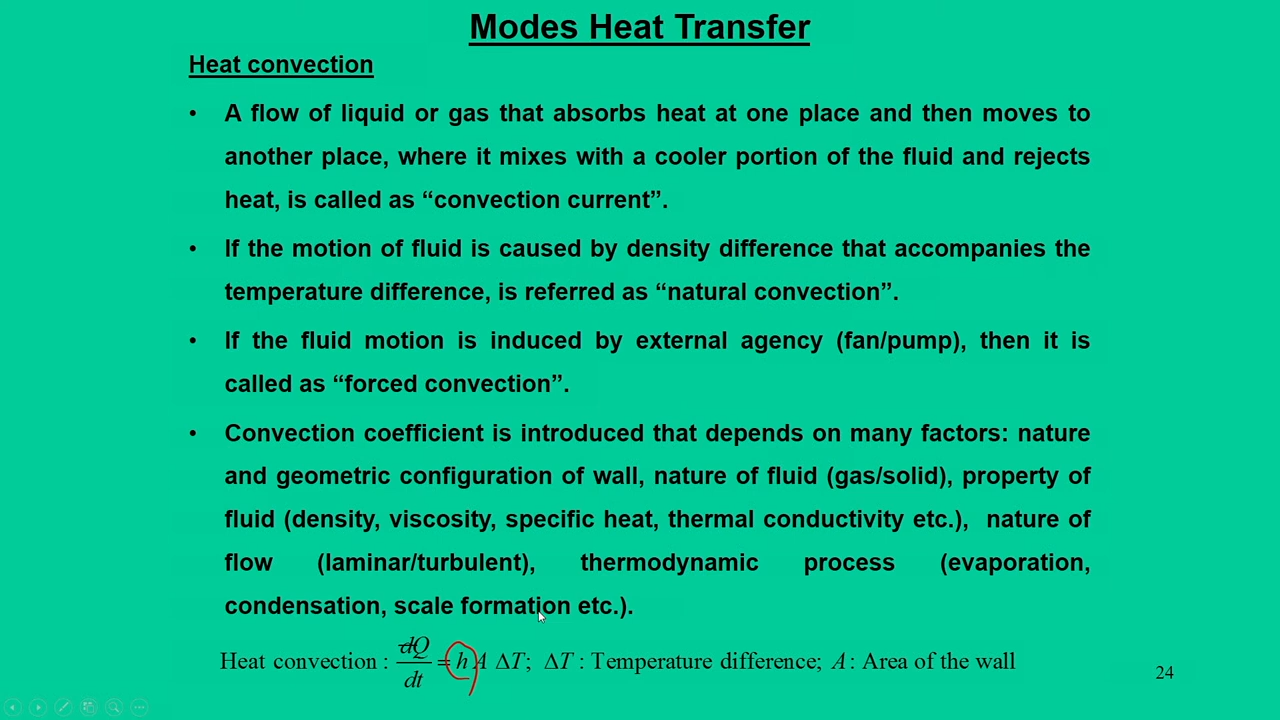 Modes Heat Transfer
Heat convection
• A flow of liquid or gas that absorbs heat at one place and then moves to
another place, where it mixes with a cooler portion of the fluid and rejects
heat, is called as “convection current”.
• If the motion of fluid is caused by density difference that accompanies the
temperature difference, is referred as “natural convection”.
• If the fluid motion is induced by external agency (fan/pump), then it is
called as “forced convection”.
• Convection coefficient is introduced that depends on many factors: nature
and geometric configuration of wall, nature of fluid (gas/solid), property of
fluid (density, viscosity, specific heat, thermal conductivity etc.), nature of
flow (laminar/turbulent), thermodynamic process (evaporation,
condensation, scale formation etc.).
Heat convection : đQ/dt = h A ΔT; ΔT : Temperature difference; A : Area of the wall
24